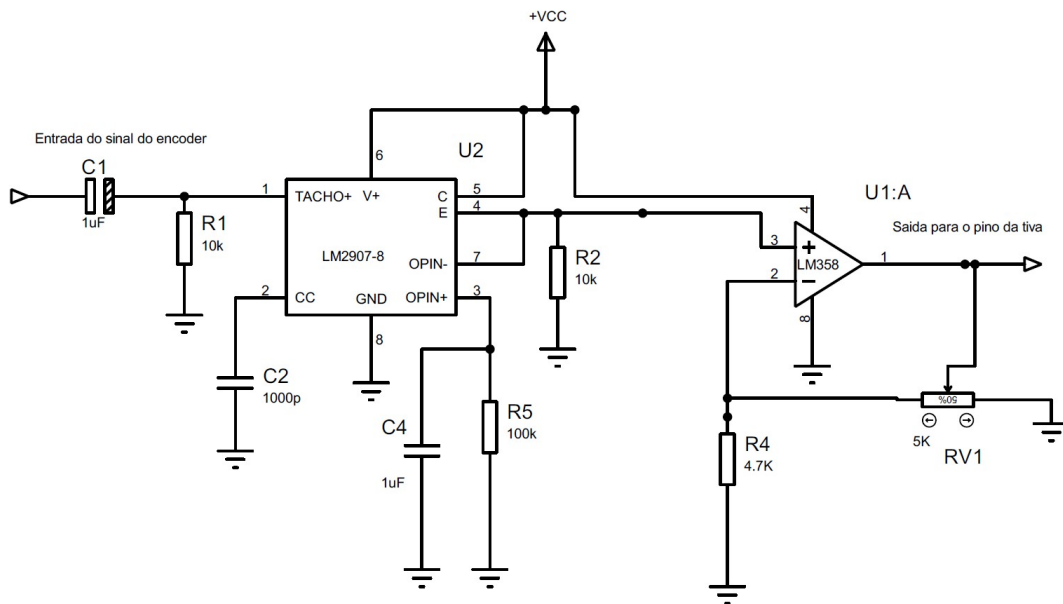 +VCC
Entrada do sinal do encoder
C1
1uF
R1
10k
1
TACHO+
V+
6
U2
C
5
E
4
LM2907-8
OPIN-
7
2
CC
GND
8
OPIN+
3
C2
1000p
C4
1uF
R5
100k
R2
10k
U1:A
4
3
2
LM358
1
8
Saida para o pino da tiva
R4
4.7K
50%
5K
RV1